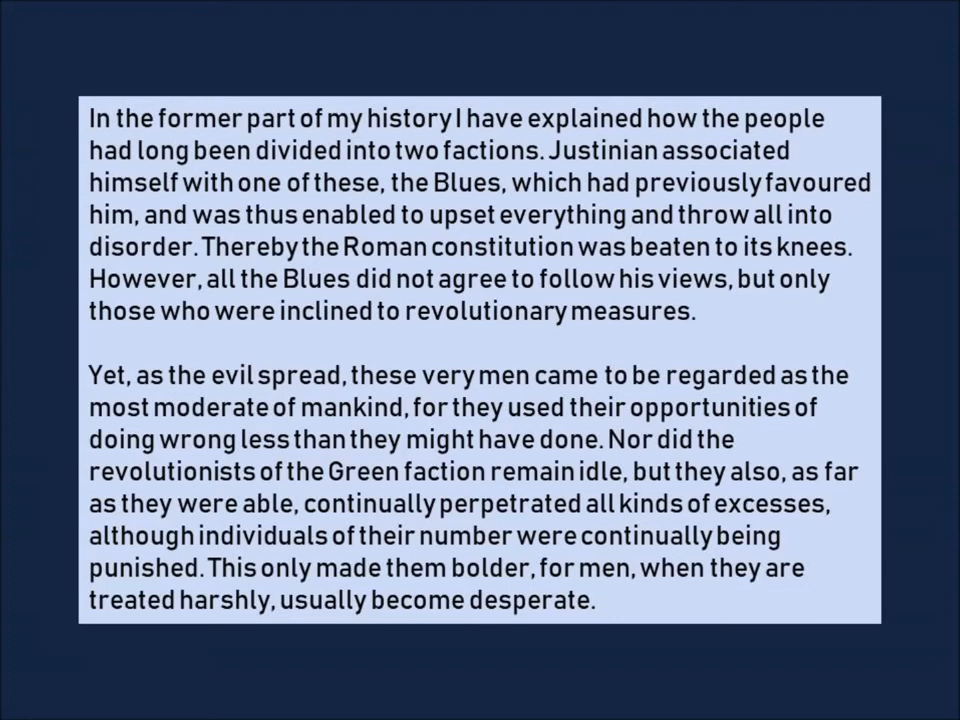 In the former part of my history I have explained how the people
had long been divided into two factions. Justinian associated
himself with one of these, the Blues, which had previously favoured
him, and was thus enabled to upset everything and throw all into
disorder. Thereby the Roman constitution was beaten to its knees.
However, all the Blues did not agree to follow his views, but only
those who were inclined to revolutionary measures.
Yet, as the evil spread, these very men came to be regarded as the
most moderate of mankind, for they used their opportunities of
doing wrong less than they might have done. Nor did the
revolutionists of the Green faction remain idle, but they also, as far
as they were able, continually perpetrated all kinds of excesses,
although individuals of their number were continually being
punished. This only made them bolder, for men, when they are
treated harshly, usually become desperate.